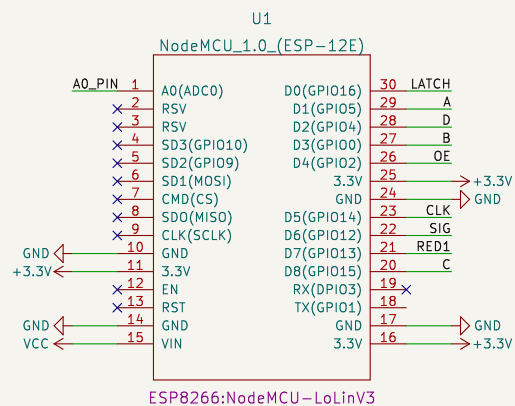 U1
NodeMCU_1.0_(ESP-12E)
A0_PIN 1 A0(ADC0) D0(GPIO16) 30 LATCH
2 RSV D1(GPIO5) 29 A
3 RSV D2(GPIO4) 28 D
4 SD3(GPIO10) D3(GPIO0) 27 B
5 SD2(GPIO9) D4(GPIO2) 26 OE
6 SD1(MOSI) 3.3V 25 +3.3V
7 CMD(CS) GND 24 GND
8 SDO(MISO) D5(GPIO14) 23 CLK
9 CLK(SCLK) D6(GPIO12) 22 SIG
GND 10 GND D7(GPIO13) 21 RED1
+3.3V 11 3.3V D8(GPIO15) 20 C
12 EN RX(DPIO3) 19
13 RST TX(GPIO1) 18
GND 14 GND GND 17 GND
VCC 15 VIN 3.3V 16 +3.3V
ESP8266:NodeMCU-LoLinV3